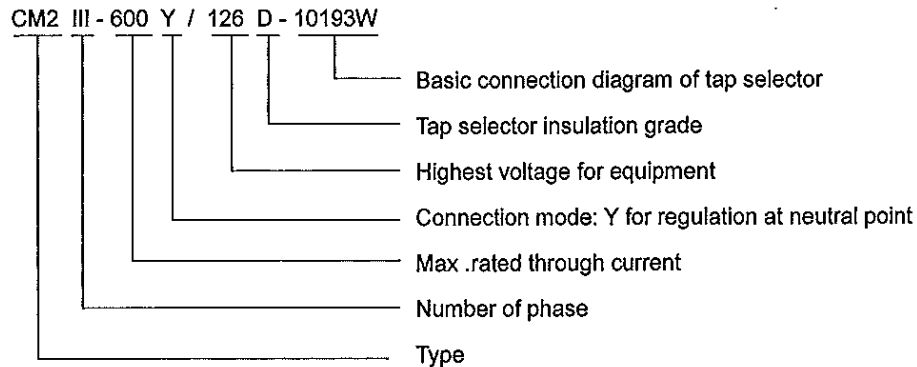 CM2 III - 600 Y / 126 D - 10193W
Basic connection diagram of tap selector
Tap selector insulation grade
Highest voltage for equipment
Connection mode: Y for regulation at neutral point
Max .rated through current
Number of phase
Type